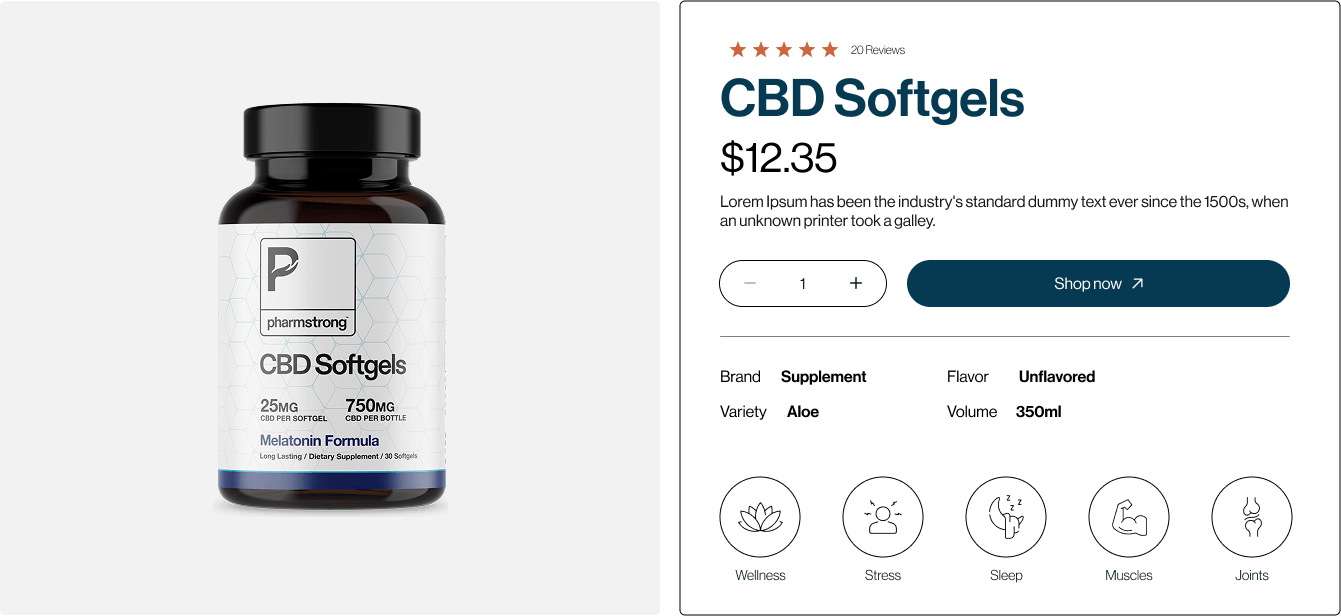 P
pharmstrong™
CBD Softgels
25MG
CBD PER SOFTGEL
750MG
CBD PER BOTTLE
Melatonin Formula
Long Lasting / Dietary Supplement / 30 Softgels
20 Reviews
CBD Softgels
$12.35
Lorem Ipsum has been the industry's standard dummy text ever since the 1500s, when
an unknown printer took a galley.
1
Shop now
Brand Supplement
Flavor Unflavored
Variety Aloe
Volume 350ml
z z z
Wellness
Stress
Sleep
Muscles
Joints